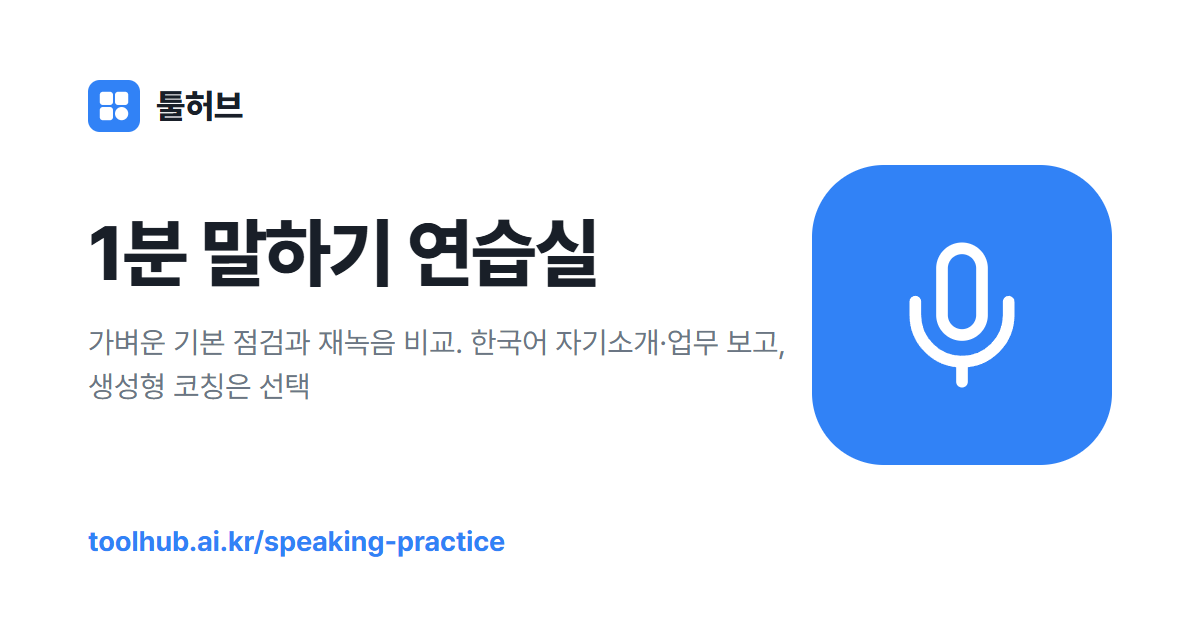 툴허브
1분 말하기 연습실
가벼운 기본 점검과 재녹음 비교. 한국어 자기소개·업무 보고,
생성형 코칭은 선택
toolhub.ai.kr/speaking-practice